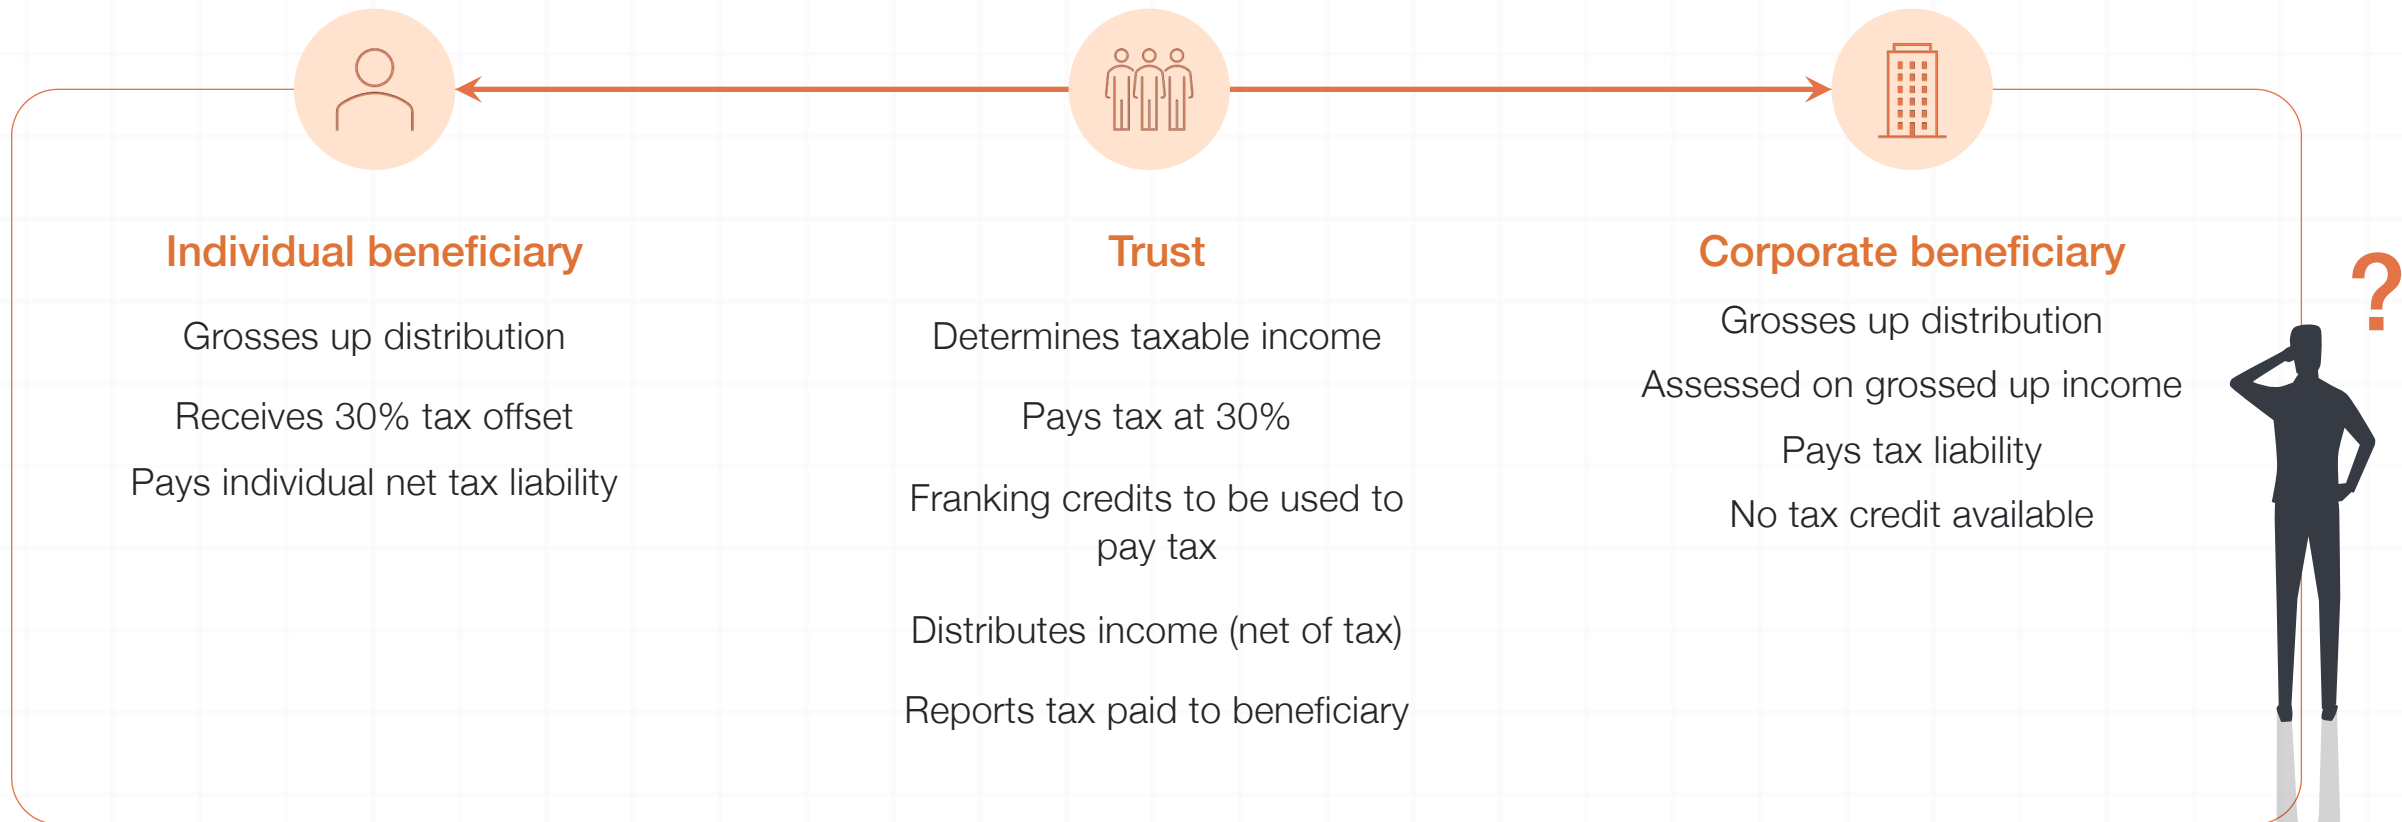 Individual beneficiary
Grosses up distribution
Receives 30% tax offset
Pays individual net tax liability
Trust
Determines taxable income
Pays tax at 30%
Franking credits to be used to
pay tax
Distributes income (net of tax)
Reports tax paid to beneficiary
Corporate beneficiary
Grosses up distribution
Assessed on grossed up income
Pays tax liability
No tax credit available
?